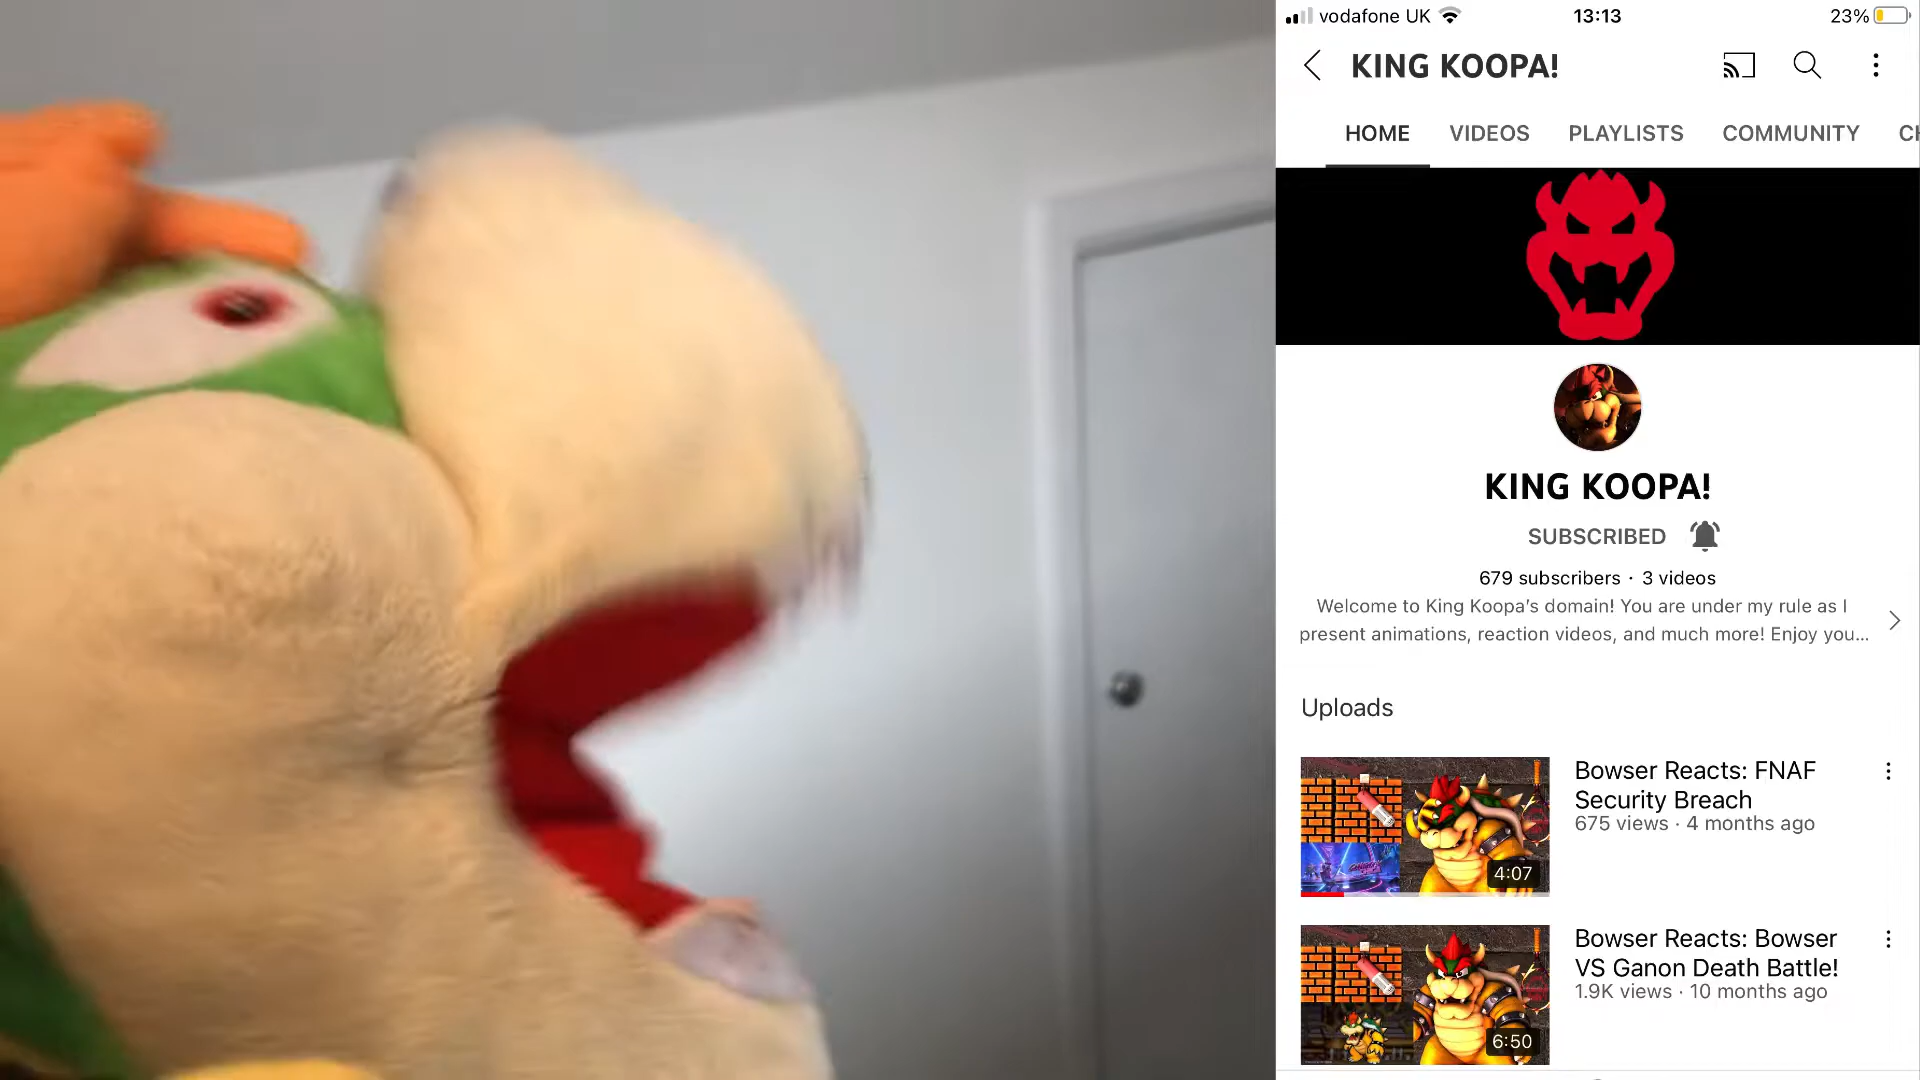 vodafone UK
13:13
23%
KING KOOPA!
HOME VIDEOS PLAYLISTS COMMUNITY
KING KOOPA!
SUBSCRIBED
679 subscribers · 3 videos
Welcome to King Koopa's domain! You are under my rule as I
present animations, reaction videos, and much more! Enjoy you...
Uploads
Bowser Reacts: FNAF
Security Breach
675 views · 4 months ago
4:07
Bowser Reacts: Bowser
VS Ganon Death Battle!
1.9K views · 10 months ago
6:50